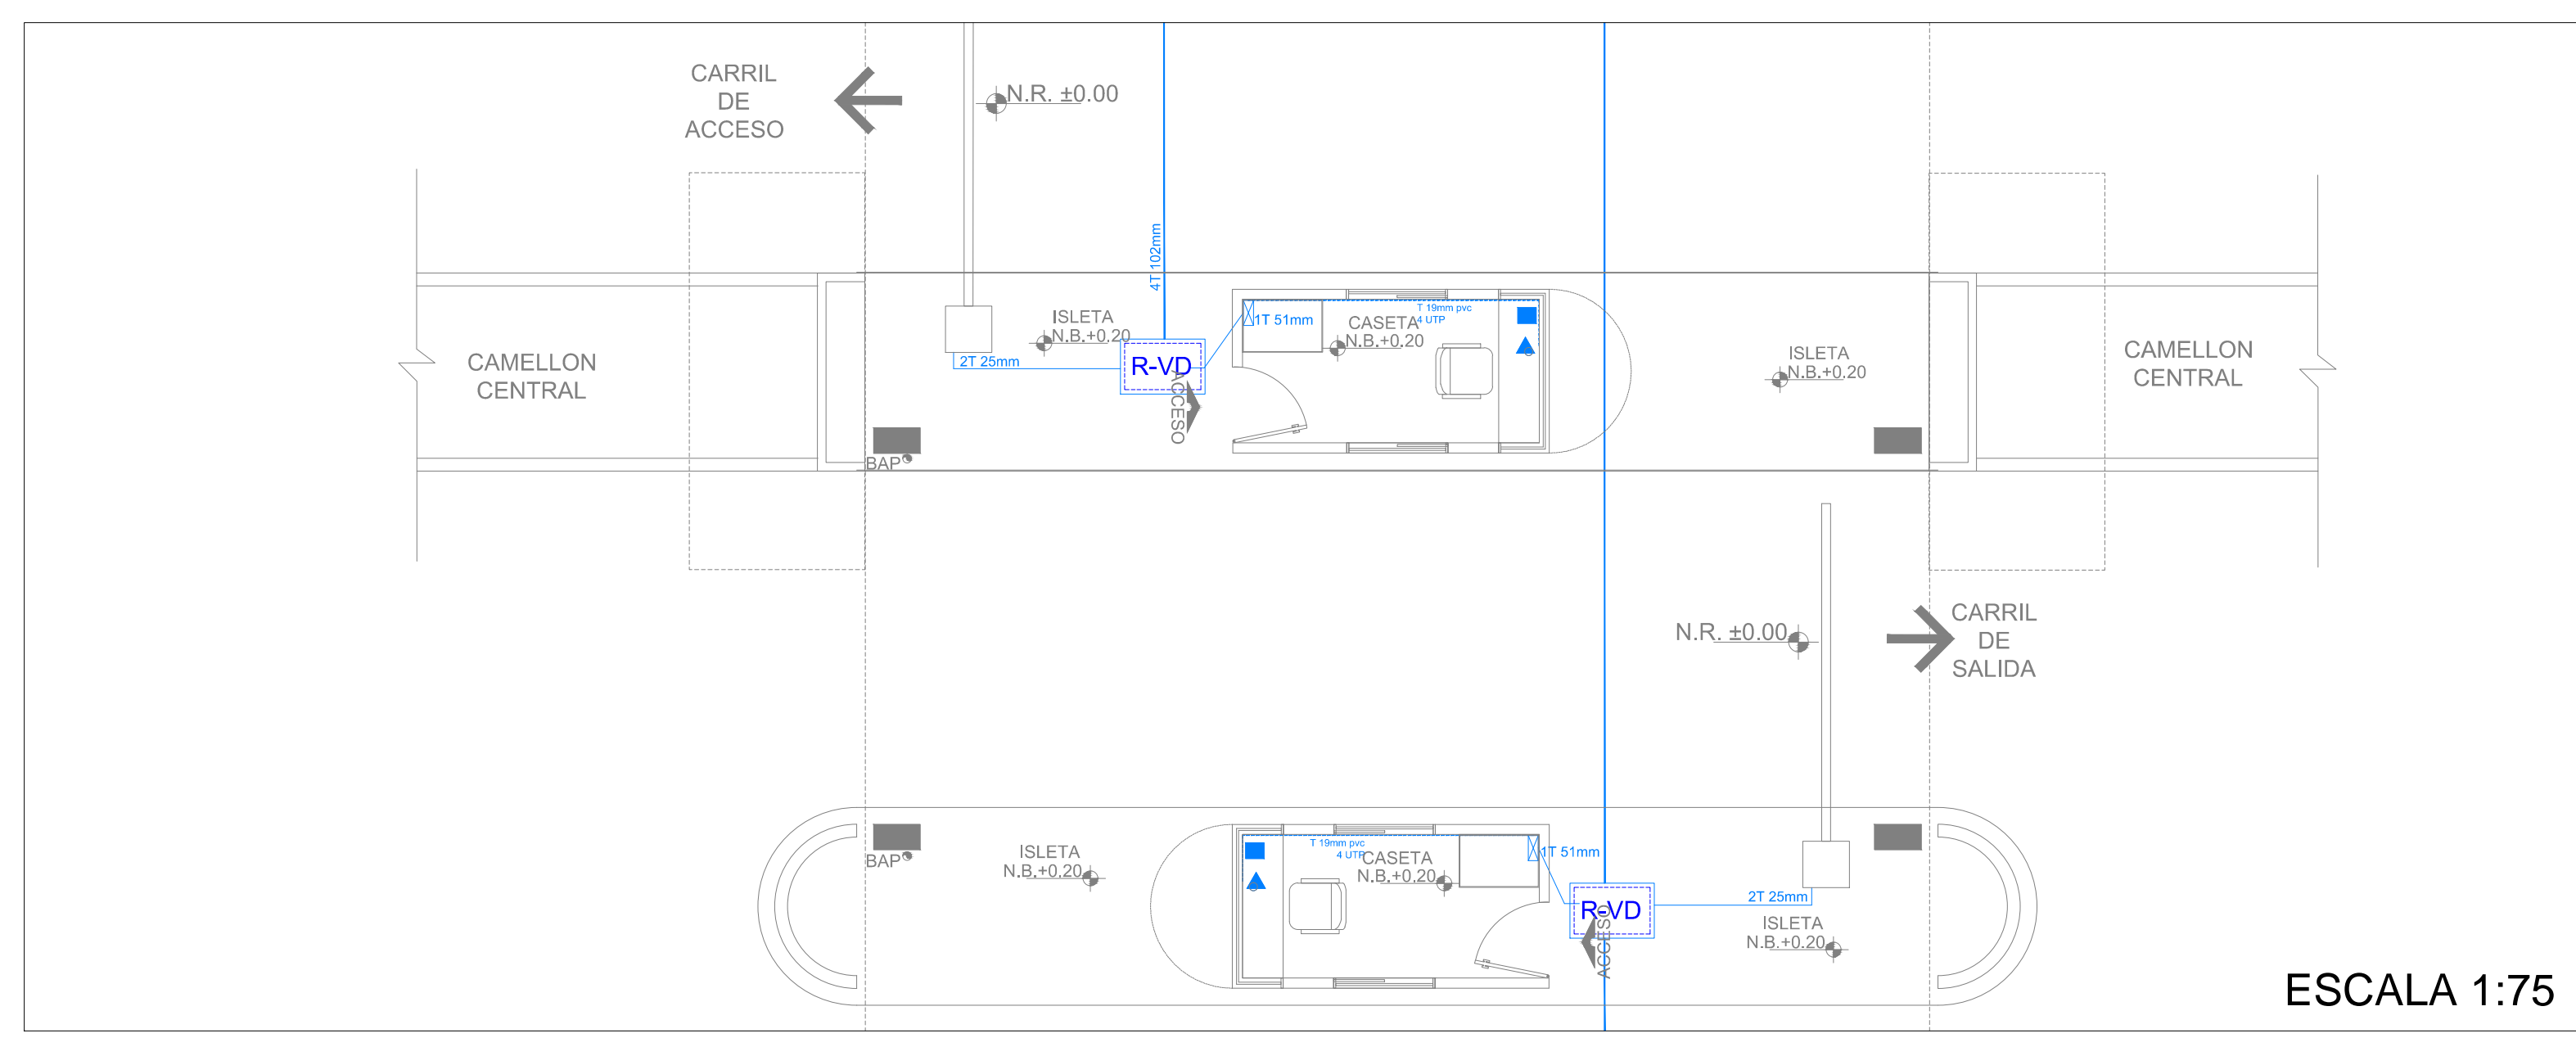 CARRIL
DE
ACCESO
N.R. ±0.00
4T 102mm
ISLETA
N.B.+0.20
2T 25mm
R-VD
ACCESO
1T 51mm
CASETA
N.B.+0.20
T 19mm pvc
4 UTP
ISLETA
N.B.+0.20
CAMELLON
CENTRAL
CAMELLON
CENTRAL
BAP
N.R. ±0.00
CARRIL
DE
SALIDA
BAP
ISLETA
N.B.+0.20
T 19mm pvc
4 UTP
CASETA
N.B.+0.20
1T 51mm
R-VD
ACCESO
2T 25mm
ISLETA
N.B.+0.20
ESCALA 1:75